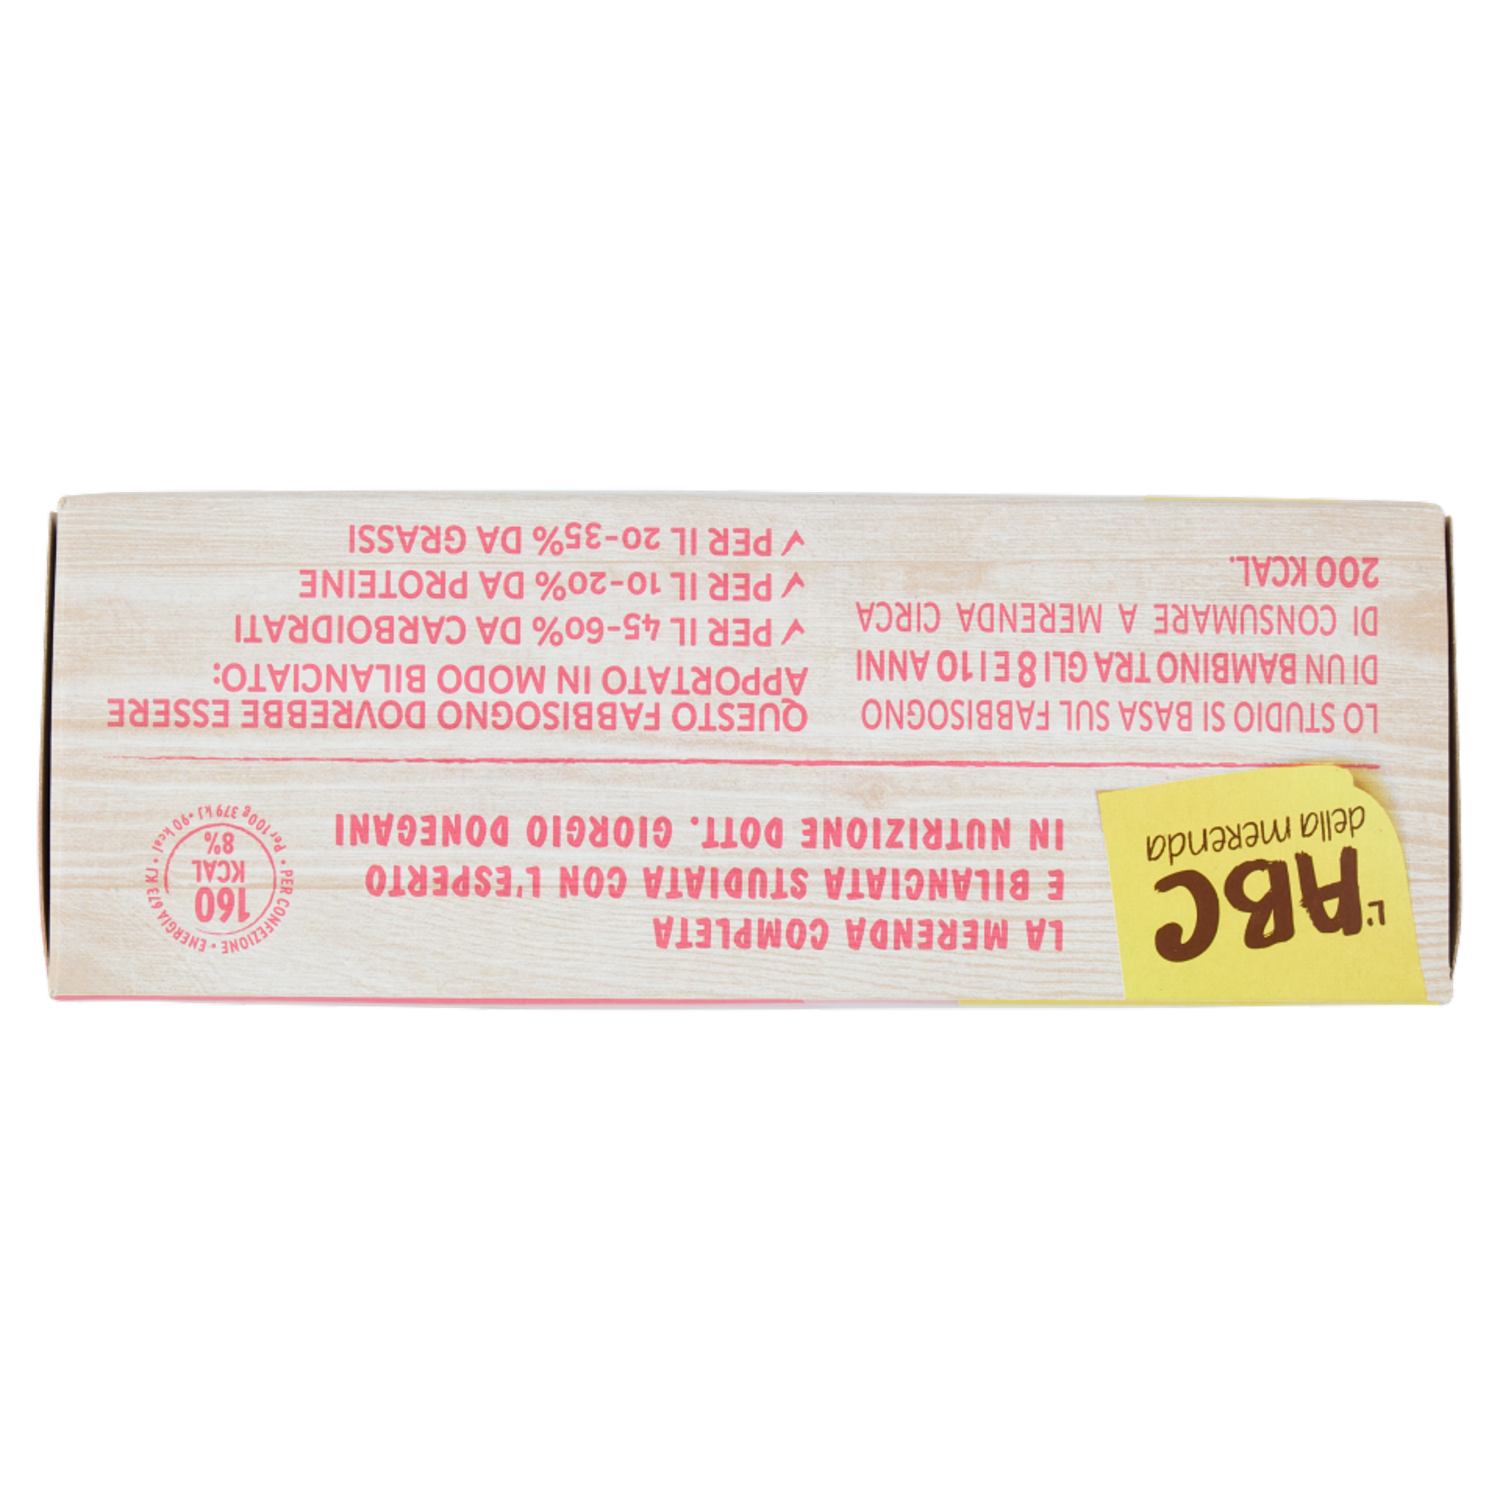 L'ABC
della merenda
LA MERENDA COMPLETA
E BILANCIATA STUDIATA CON L'ESPERTO
IN NUTRIZIONE DOTT. GIORGIO DONEGANI
160
KCAL
8%
• PER CONFEZIONE • ENERGIA 673 KJ • Per 100g 379 kJ • 90 kcal
LO STUDIO SI BASA SUL FABBISOGNO
DI UN BAMBINO TRA GLI 8 E I 10 ANNI
DI CONSUMARE A MERENDA CIRCA
200 KCAL.
QUESTO FABBISOGNO DOVREBBE ESSERE
APPORTATO IN MODO BILANCIATO:
✓ PER IL 45-60% DA CARBOIDRATI
✓ PER IL 10-20% DA PROTEINE
✓ PER IL 20-35% DA GRASSI